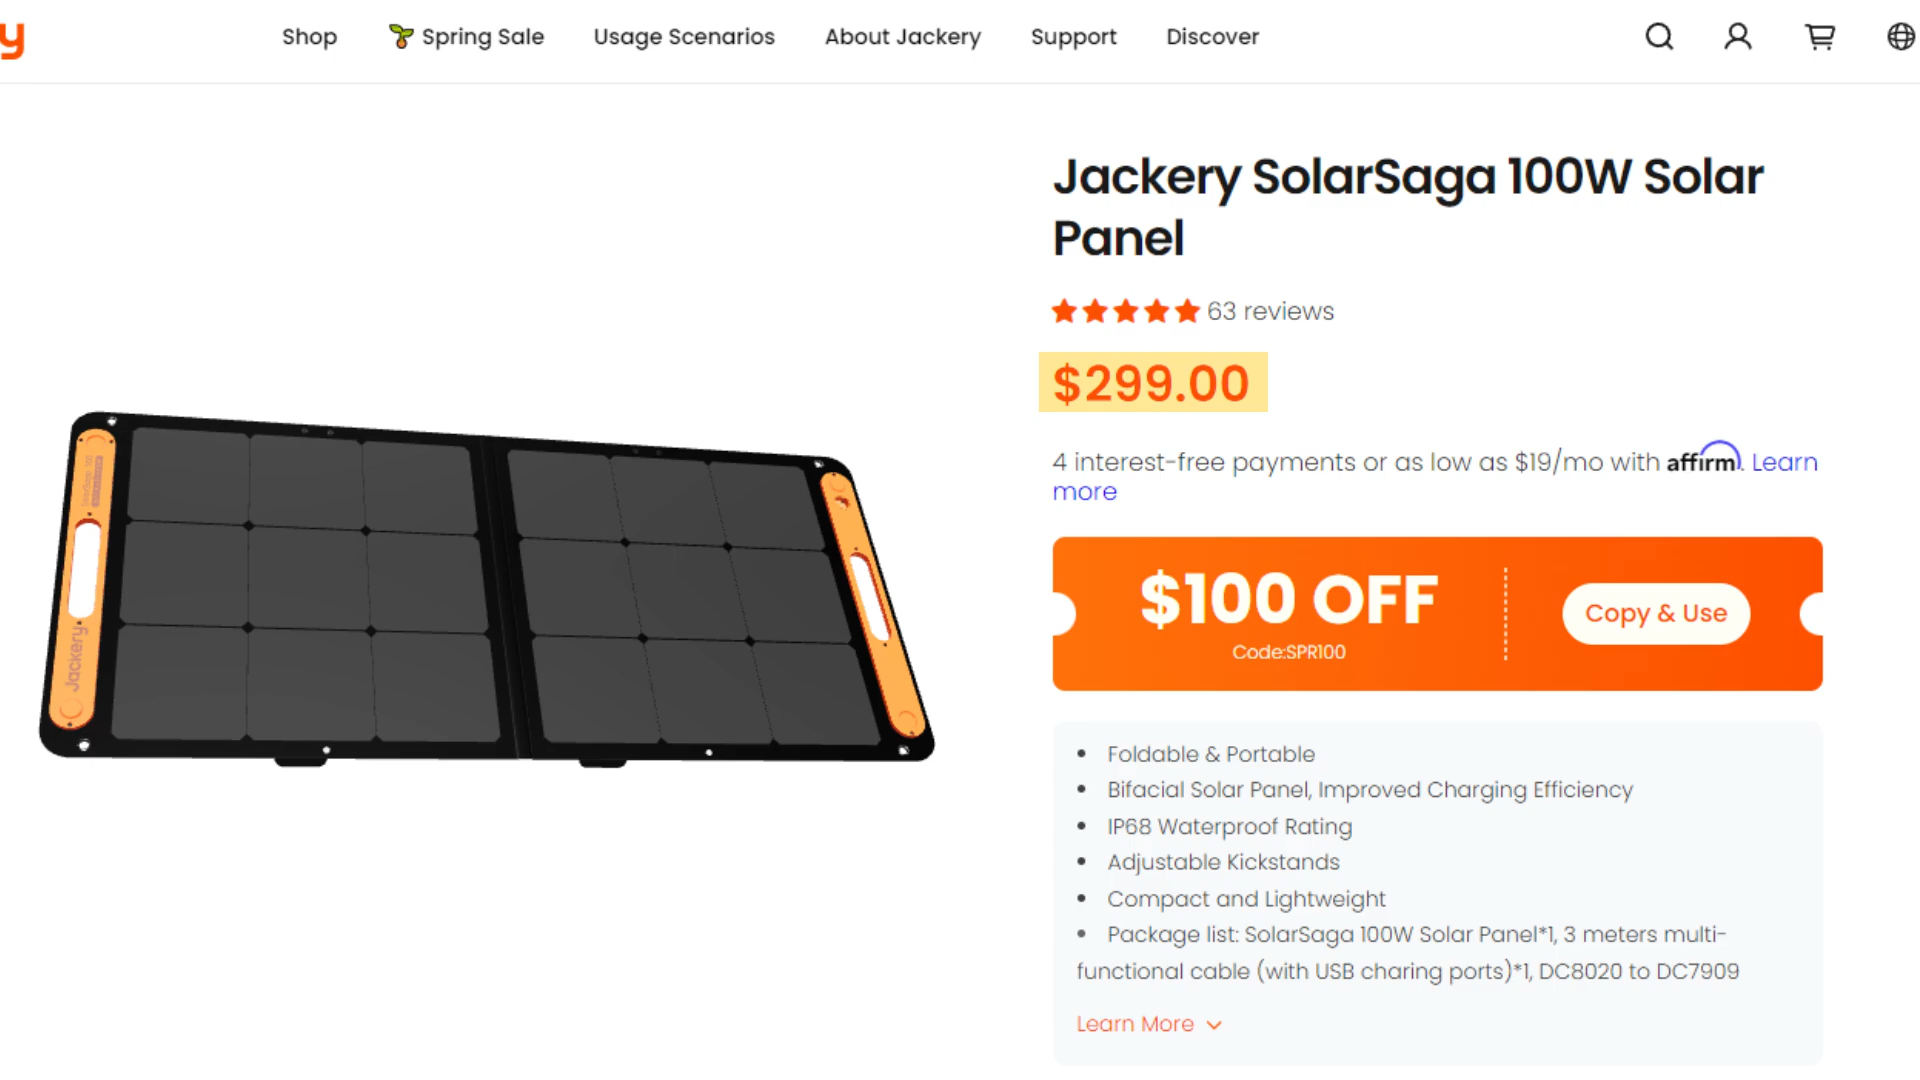 y
Shop
Spring Sale
Usage Scenarios
About Jackery
Support
Discover
Jackery SolarSaga 100W Solar
Panel
63 reviews
$299.00
4 interest-free payments or as low as $19/mo with affirm. Learn
more
$100 OFF
Code:SPR100
Copy & Use
• Foldable & Portable
• Bifacial Solar Panel, Improved Charging Efficiency
• IP68 Waterproof Rating
• Adjustable Kickstands
• Compact and Lightweight
• Package list: SolarSaga 100W Solar Panel*1, 3 meters multi-
functional cable (with USB charing ports)*1, DC8020 to DC7909
Learn More
Jackery